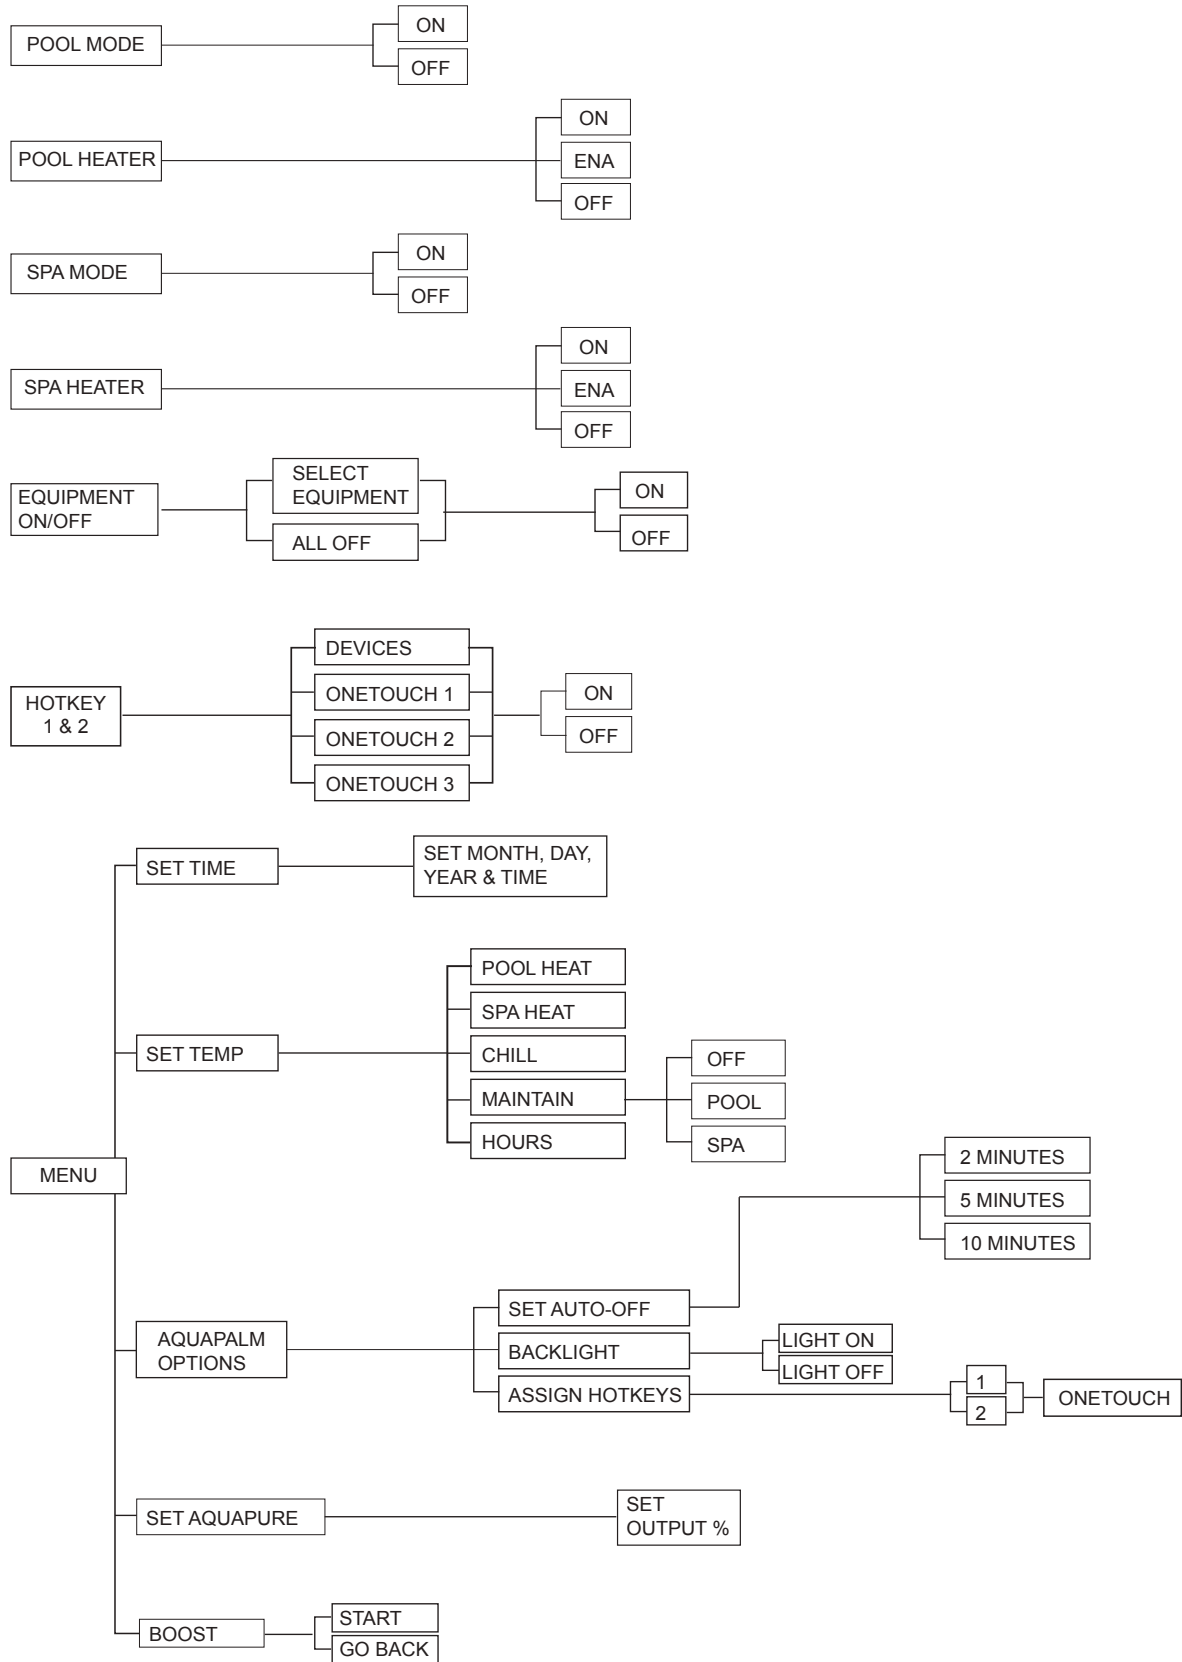 POOL MODE
ON
OFF
POOL HEATER
ON
ENA
OFF
SPA MODE
ON
OFF
SPA HEATER
ON
ENA
OFF
EQUIPMENT
ON/OFF
SELECT
EQUIPMENT
ALL OFF
ON
OFF
HOTKEY
1 & 2
DEVICES
ONETOUCH 1
ONETOUCH 2
ONETOUCH 3
ON
OFF
MENU
SET TIME
SET MONTH, DAY,
YEAR & TIME
SET TEMP
POOL HEAT
SPA HEAT
CHILL
MAINTAIN
HOURS
OFF
POOL
SPA
AQUAPALM
OPTIONS
SET AUTO-OFF
2 MINUTES
5 MINUTES
10 MINUTES
BACKLIGHT
LIGHT ON
LIGHT OFF
ASSIGN HOTKEYS
1
2
ONETOUCH
SET AQUAPURE
SET
OUTPUT %
BOOST
START
GO BACK